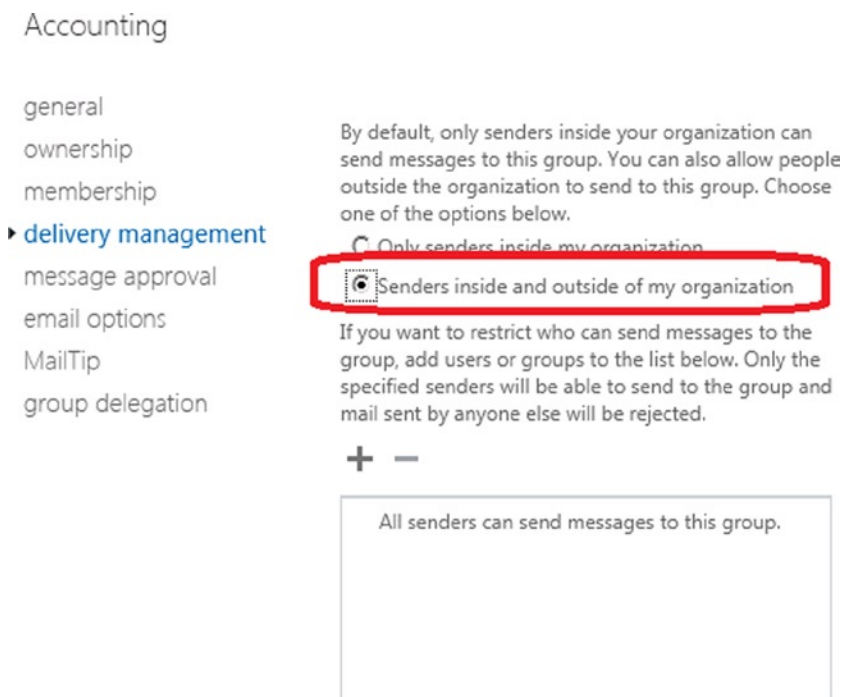 Accounting
general
ownership
membership
delivery management
message approval
email options
MailTip
group delegation
By default, only senders inside your organization can
send messages to this group. You can also allow people
outside the organization to send to this group. Choose
one of the options below.
Only senders inside my organization
Senders inside and outside of my organization
If you want to restrict who can send messages to the
group, add users or groups to the list below. Only the
specified senders will be able to send to the group and
mail sent by anyone else will be rejected.
All senders can send messages to this group.